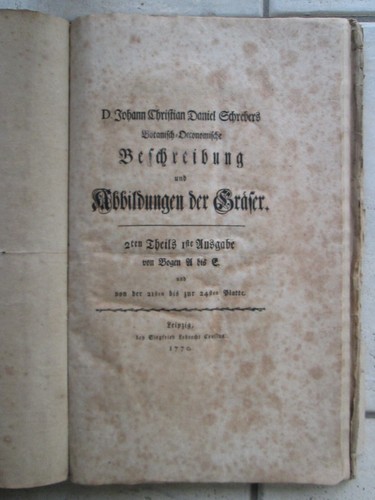 D. Johann Christian Daniel Schrebers
Botanisch-Oeconomische
Beschreibung
und
Abbildungen der Gräser.
2ten Theils 1ste Ausgabe
von Bogen A bis E.
und
von der 21ten bis zur 24sten Platte.
Leipzig,
bey Siegfried Lebrecht Crusius
1770.